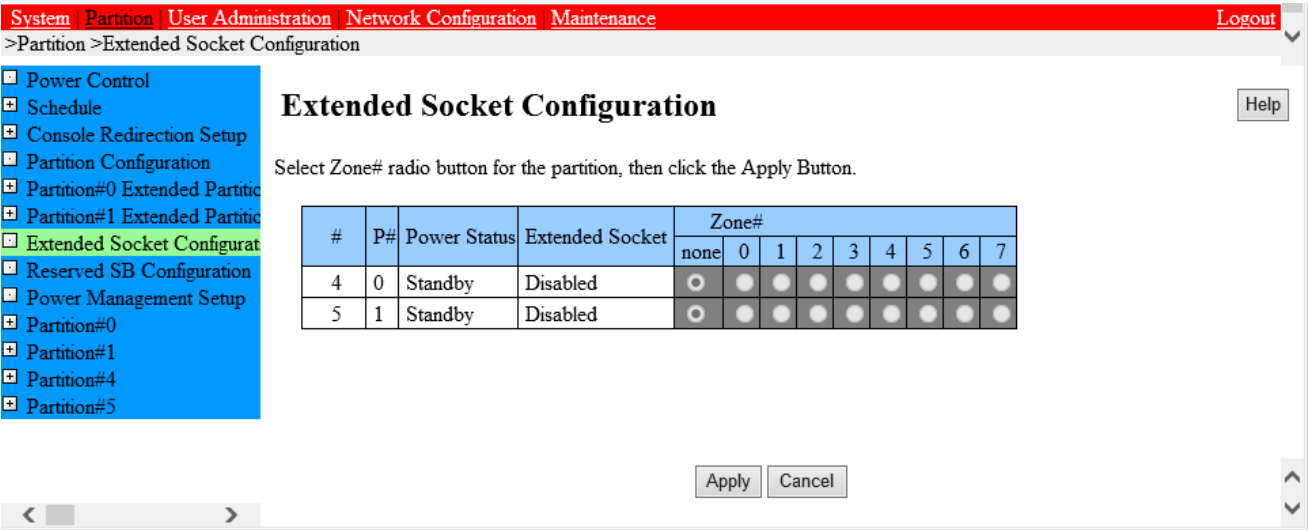 System | Partition | User Administration | Network Configuration | Maintenance Logout
>Partition >Extended Socket Configuration
Power Control
Schedule
Console Redirection Setup
Partition Configuration
Partition#0 Extended Partitic
Partition#1 Extended Partitic
Extended Socket Configurat
Reserved SB Configuration
Power Management Setup
Partition#0
Partition#1
Partition#4
Partition#5
Extended Socket Configuration
Help
Select Zone# radio button for the partition, then click the Apply Button.
# P# Power Status Extended Socket Zone#
none 0 1 2 3 4 5 6 7
4 0 Standby Disabled
5 1 Standby Disabled
Apply Cancel